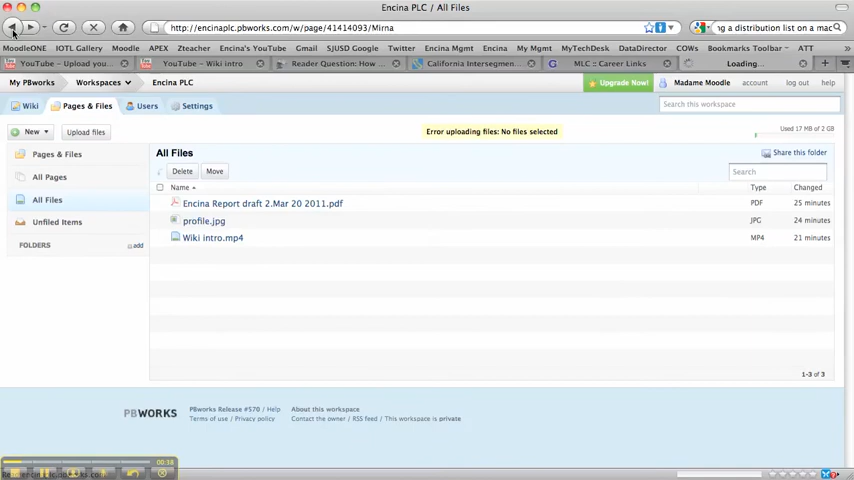 Encina PLC / All Files
http://encinaplc.pbworks.com/w/page/41414093/Mirna
ng a distribution list on a mac
MoodleONE IOTL Gallery Moodle APEX Zteacher Encina's YouTube Gmail SJUSD Google Twitter Encina Mgmt Encina My Mgmt MyTechDesk DataDirector COWs Bookmarks Toolbar ATT
YouTube – Upload you... YouTube – Wiki intro Reader Question: How ... California Intersegmen... MLC :: Career Links Loading...
My PBworks Workspaces Encina PLC Upgrade Now! Madame Moodle account log out help
Wiki Pages & Files Users Settings Search this workspace
New Upload files Error uploading files: No files selected Used 17 MB of 2 GB
Pages & Files All Files Share this folder
All Pages Delete Move Search
Name Type Changed
All Files Encina Report draft 2.Mar 20 2011.pdf PDF 25 minutes
Unfiled Items profile.jpg JPG 24 minutes
FOLDERS add Wiki intro.mp4 MP4 21 minutes
1-3 of 3
PBWORKS PBworks Release #570 / Help About this workspace
Terms of use / Privacy policy Contact the owner / RSS feed / This workspace is private
00:38